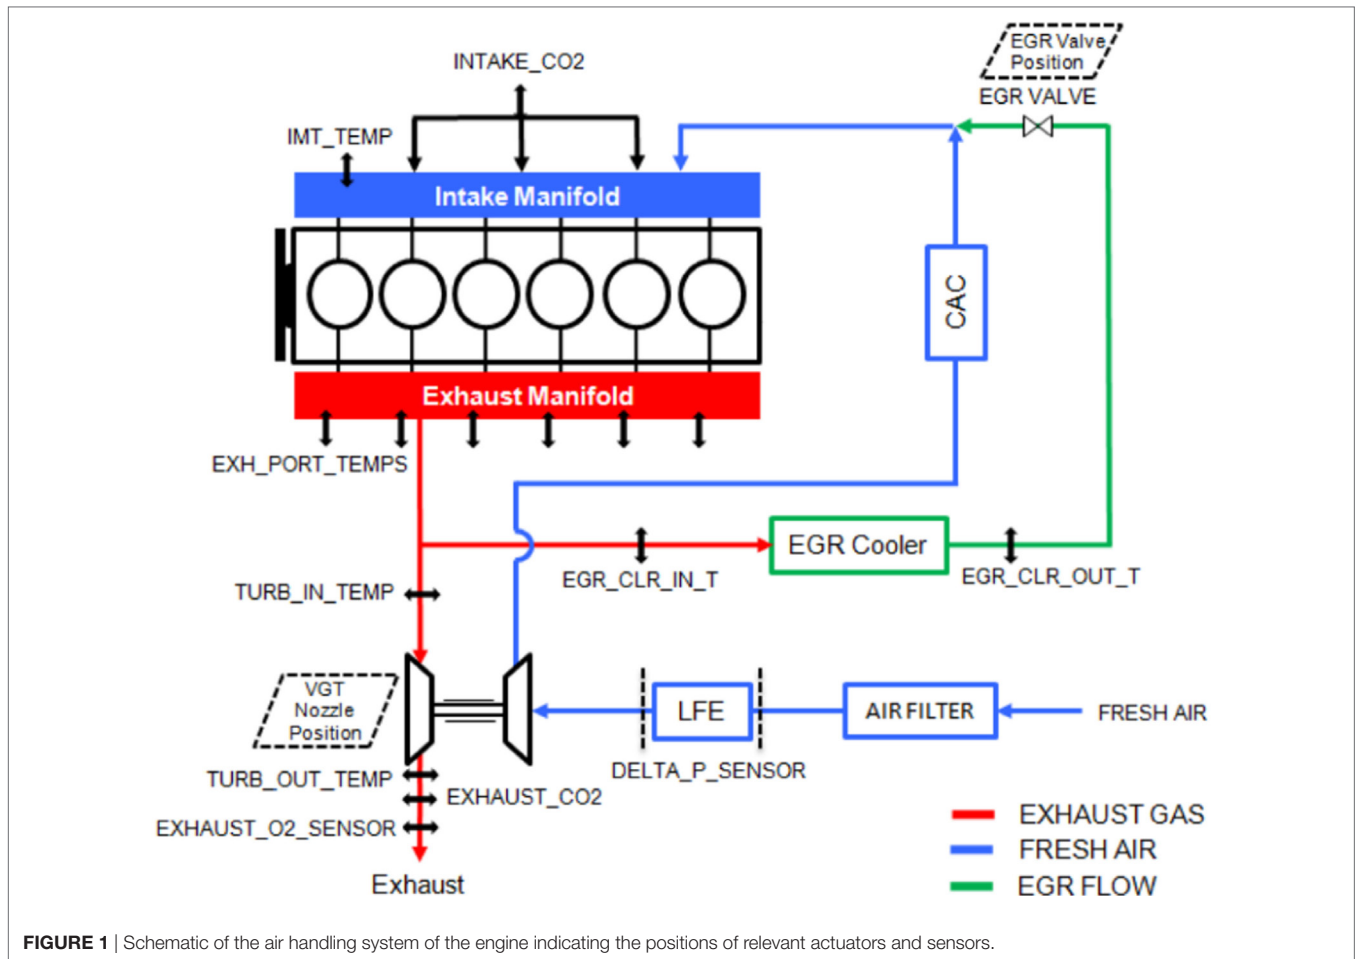 EGR Valve
Position
EGR VALVE
INTAKE_CO2
IMT_TEMP
Intake Manifold
CAC
Exhaust Manifold
EXH_PORT_TEMPS
EGR Cooler
EGR_CLR_IN_T
EGR_CLR_OUT_T
TURB_IN_TEMP
VGT
Nozzle
Position
LFE
AIR FILTER
FRESH AIR
DELTA_P_SENSOR
TURB_OUT_TEMP
EXHAUST_CO2
EXHAUST_O2_SENSOR
Exhaust
EXHAUST GAS
FRESH AIR
EGR FLOW
FIGURE 1 | Schematic of the air handling system of the engine indicating the positions of relevant actuators and sensors.